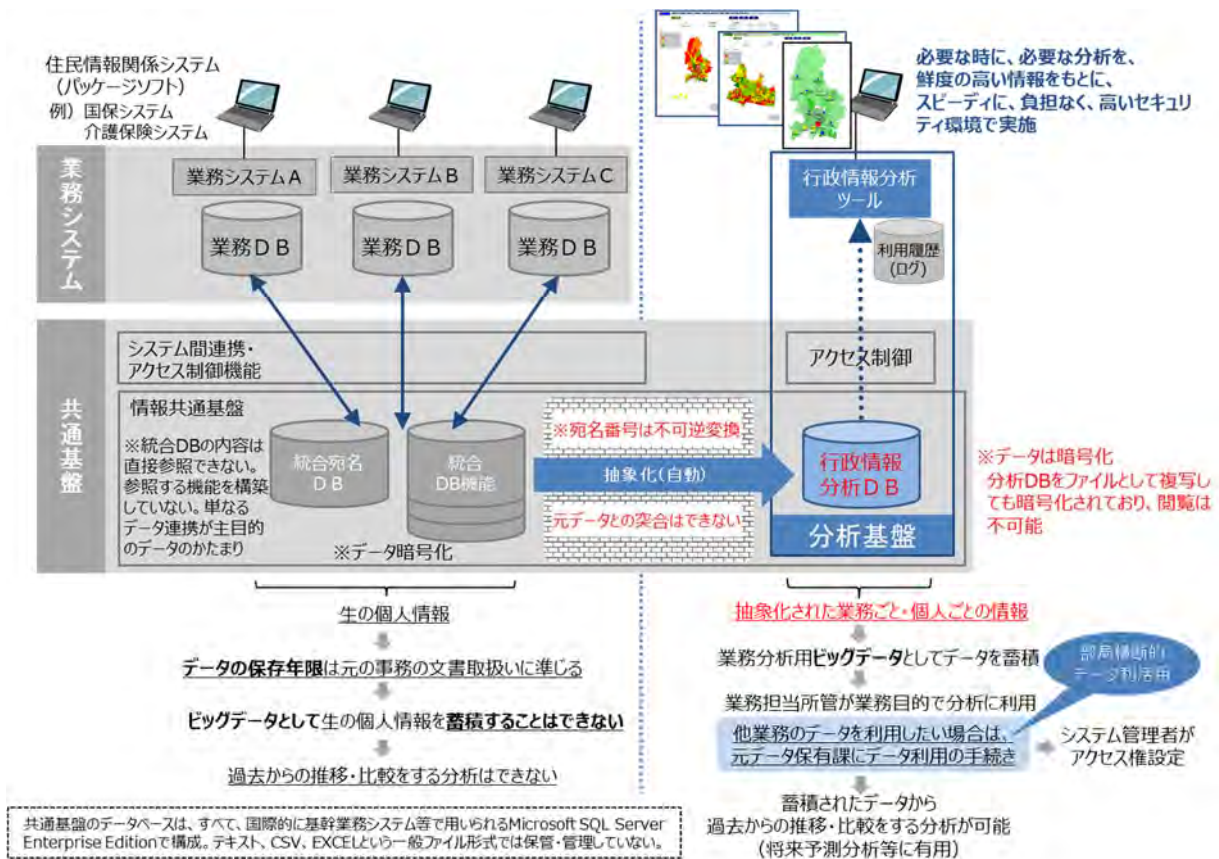 住民情報関係システム
（パッケージソフト）
例）国保システム
介護保険システム
必要な時に、必要な分析を、
鮮度の高い情報をもとに、
スピーディに、負担なく、高いセキュリ
ティ環境で実施
業務システム
業務システムA
業務システムB
業務システムC
業務ＤＢ
業務ＤＢ
業務ＤＢ
行政情報分析
ツール
利用履歴
(ログ)
共通基盤
システム間連携・
アクセス制御機能
アクセス制御
情報共通基盤
※統合DBの内容は
直接参照できない。
参照する機能を構築
していない。単なる
データ連携が主目的
のデータのかたまり
統合宛名
ＤＢ
統合
DB機能
※データ暗号化
※宛名番号は不可逆変換
抽象化(自動)
元データとの突合はできない
行政情報
分析ＤＢ
分析基盤
※データは暗号化
分析DBをファイルとして複写し
ても暗号化されており、閲覧は
不可能
生の個人情報
データの保存年限は元の事務の文書取扱いに準じる
ビッグデータとして生の個人情報を蓄積することはできない
過去からの推移・比較をする分析はできない
抽象化された業務ごと・個人ごとの情報
業務分析用ビッグデータとしてデータを蓄積
部局横断的
データ利活用
業務担当所管が業務目的で分析に利用
他業務のデータを利用したい場合は、
元データ保有課にデータ利用の手続き
システム管理者が
アクセス権設定
蓄積されたデータから
過去からの推移・比較をする分析が可能
（将来予測分析等に有用）
共通基盤のデータベースは、すべて、国際的に基幹業務システム等で用いられるMicrosoft SQL Server
Enterprise Editionで構成。テキスト、CSV、EXCELという一般ファイル形式では保管・管理していない。